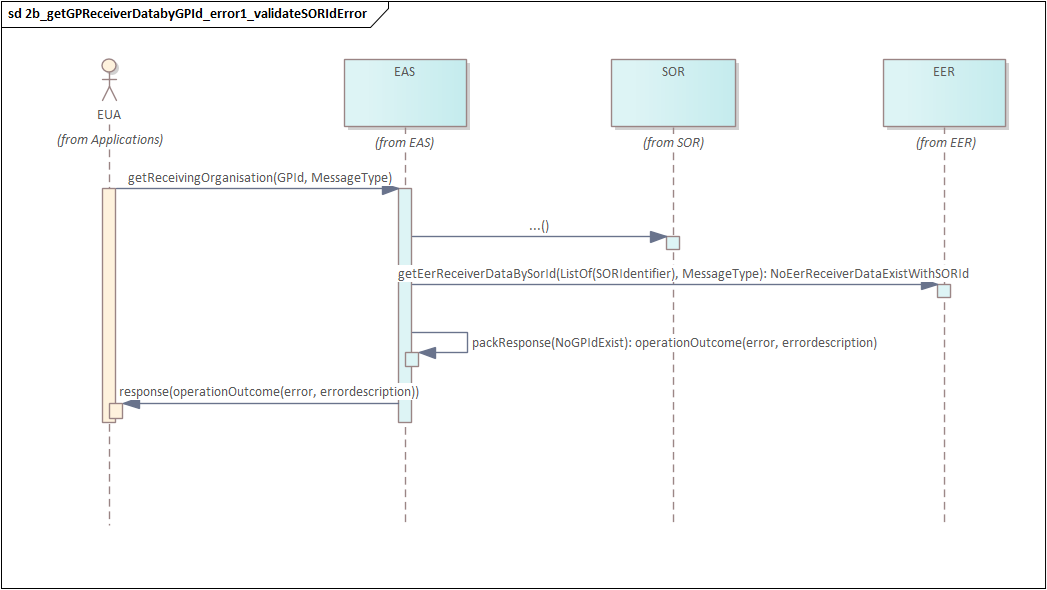 sd 2b_getGPReceiverDatabyGPId_error1_validateSORIdError
EAS
SOR
EER
EUA
(from Applications)
(from EAS)
(from SOR)
(from EER)
getReceivingOrganisation(GPId, MessageType)
...()
getEerReceiverDataBySorId(ListOf(SORIdentifier), MessageType): NoEerReceiverDataExistWithSORId
packResponse(NoGPIdExist): operationOutcome(error, errordescription)
response(operationOutcome(error, errordescription))